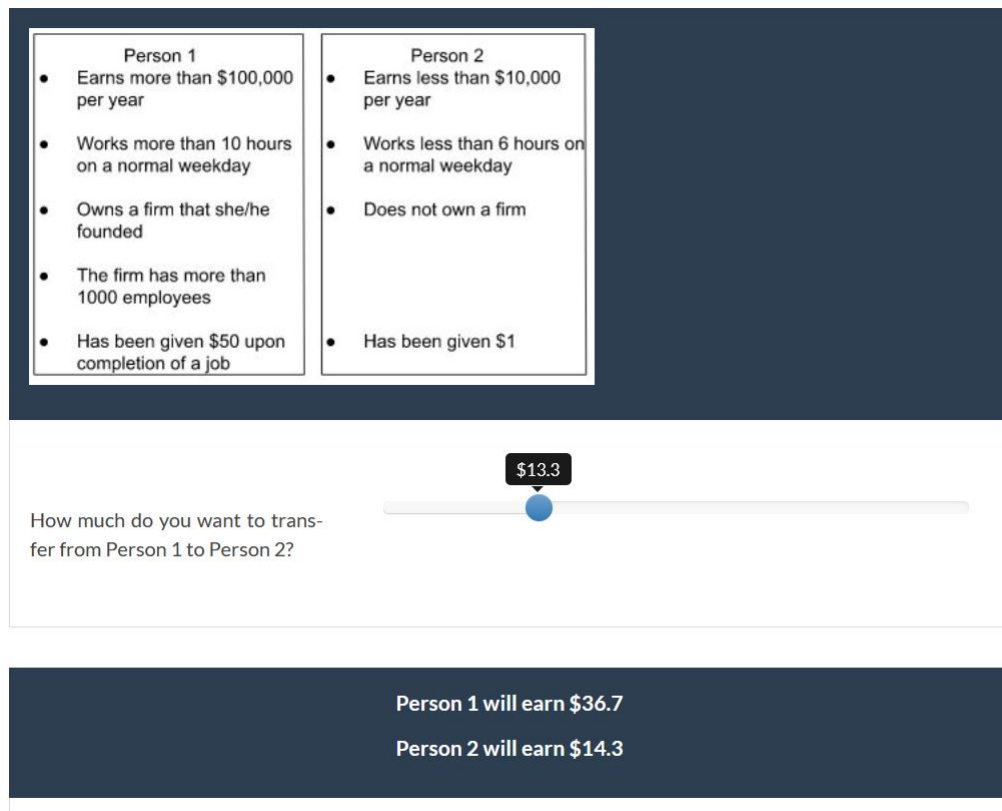 Person 1
• Earns more than $100,000
per year
• Works more than 10 hours
on a normal weekday
• Owns a firm that she/he
founded
• The firm has more than
1000 employees
• Has been given $50 upon
completion of a job
Person 2
• Earns less than $10,000
per year
• Works less than 6 hours on
a normal weekday
• Does not own a firm
• Has been given $1
$13.3
How much do you want to trans-
fer from Person 1 to Person 2?
Person 1 will earn $36.7
Person 2 will earn $14.3